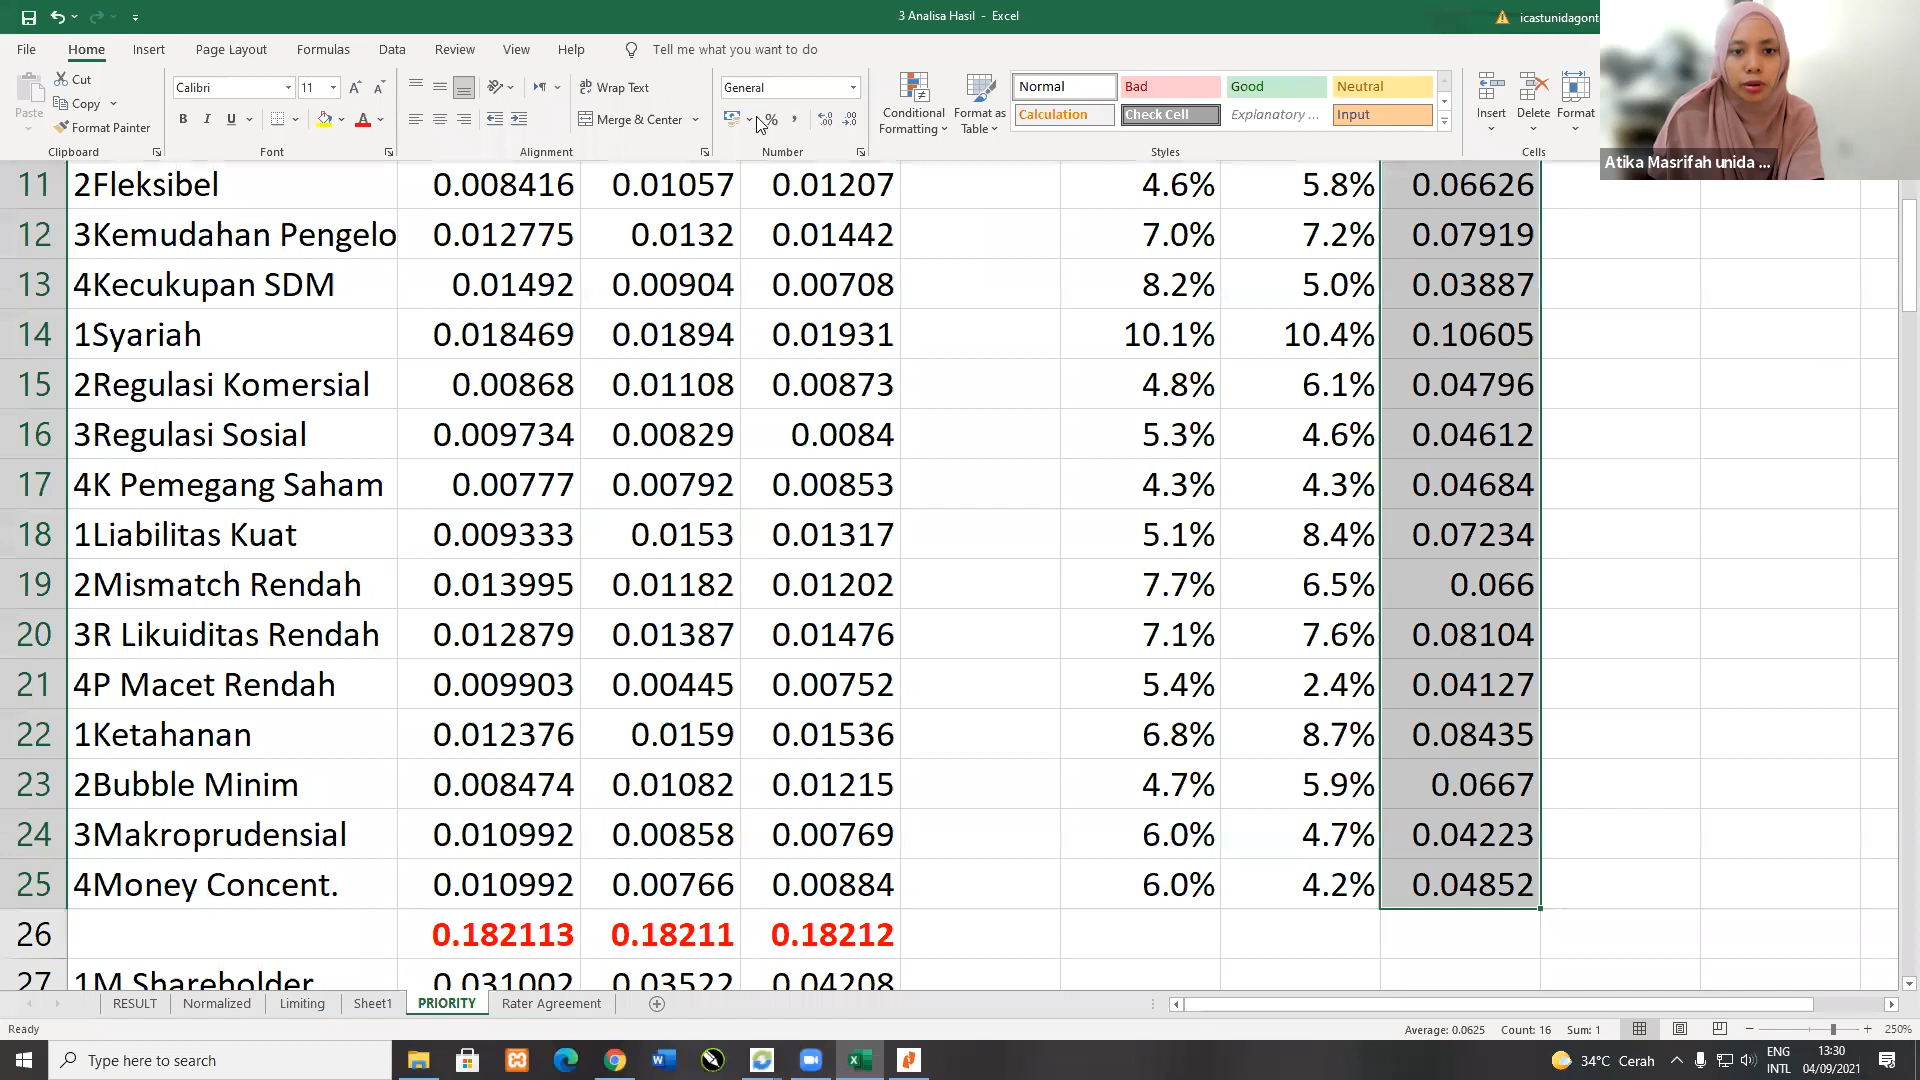 3 Analisa Hasil - Excel
icastunidagont
File Home Insert Page Layout Formulas Data Review View Help Tell me what you want to do
Paste Cut Copy Format Painter
Calibri 11 B I U A
Wrap Text Merge & Center
General % ,
Conditional Formatting Format as Table
Normal Bad Good Neutral
Calculation Check Cell Explanatory ... Input
Insert Delete Format
Clipboard Font Alignment Number Styles Cells
Atika Masrifah unida ...
11 2Fleksibel 0.008416 0.01057 0.01207 4.6% 5.8% 0.06626
12 3Kemudahan Pengelo 0.012775 0.0132 0.01442 7.0% 7.2% 0.07919
13 4Kecukupan SDM 0.01492 0.00904 0.00708 8.2% 5.0% 0.03887
14 1Syariah 0.018469 0.01894 0.01931 10.1% 10.4% 0.10605
15 2Regulasi Komersial 0.00868 0.01108 0.00873 4.8% 6.1% 0.04796
16 3Regulasi Sosial 0.009734 0.00829 0.0084 5.3% 4.6% 0.04612
17 4K Pemegang Saham 0.00777 0.00792 0.00853 4.3% 4.3% 0.04684
18 1Liabilitas Kuat 0.009333 0.0153 0.01317 5.1% 8.4% 0.07234
19 2Mismatch Rendah 0.013995 0.01182 0.01202 7.7% 6.5% 0.066
20 3R Likuiditas Rendah 0.012879 0.01387 0.01476 7.1% 7.6% 0.08104
21 4P Macet Rendah 0.009903 0.00445 0.00752 5.4% 2.4% 0.04127
22 1Ketahanan 0.012376 0.0159 0.01536 6.8% 8.7% 0.08435
23 2Bubble Minim 0.008474 0.01082 0.01215 4.7% 5.9% 0.0667
24 3Makroprudensial 0.010992 0.00858 0.00769 6.0% 4.7% 0.04223
25 4Money Concent. 0.010992 0.00766 0.00884 6.0% 4.2% 0.04852
26 0.182113 0.18211 0.18212
27 1M Shareholder 0.031002 0.03522 0.04208
RESULT Normalized Limiting Sheet1 PRIORITY Rater Agreement
Ready Average: 0.0625 Count: 16 Sum: 1 250%
Type here to search 34°C Cerah ENG INTL 13:30 04/09/2021